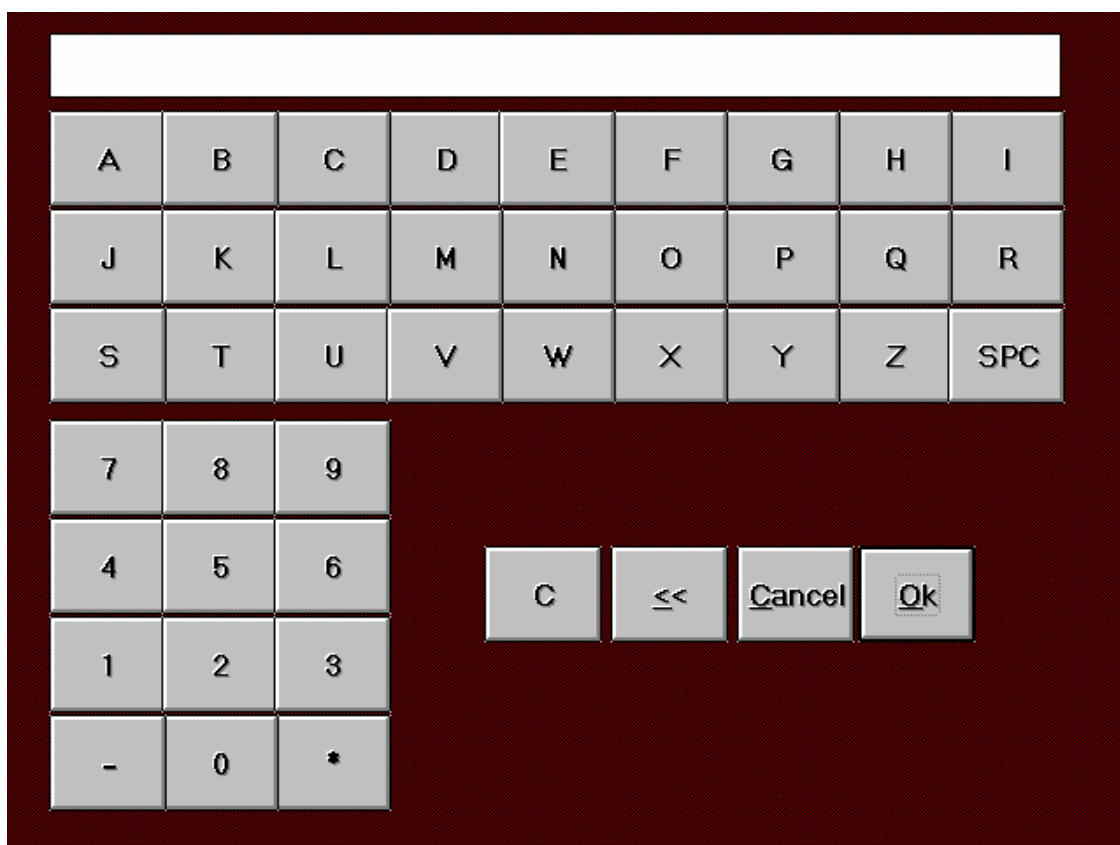 A B C D E F G H I
J K L M N O P Q R
S T U V W X Y Z SPC
7 8 9
4 5 6
C << Cancel Ok
1 2 3
- 0 *